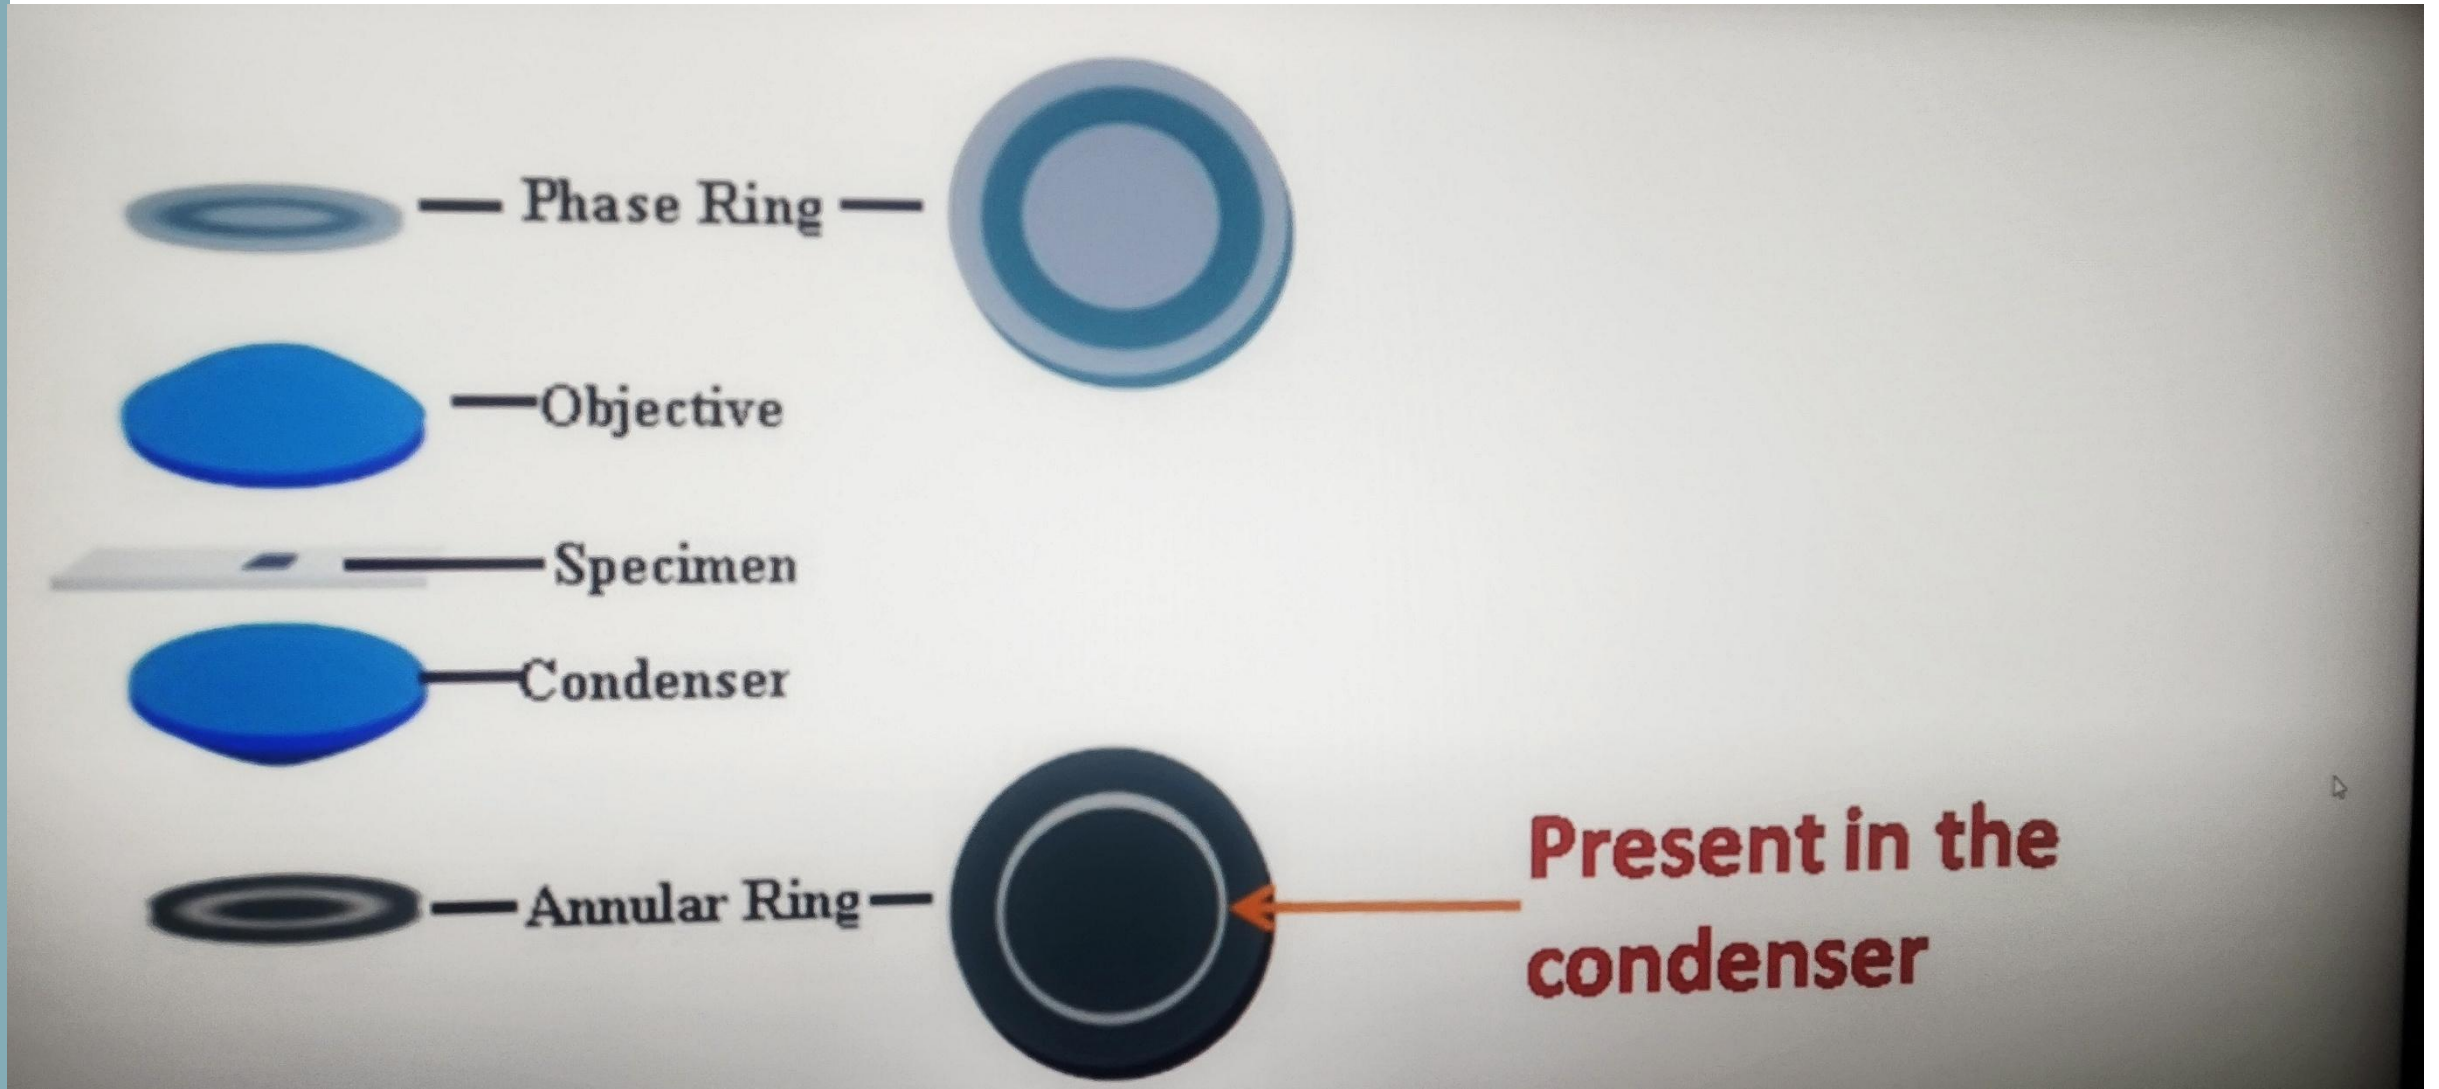 Phase Ring
Objective
Specimen
Condenser
Annular Ring
Present in the
condenser